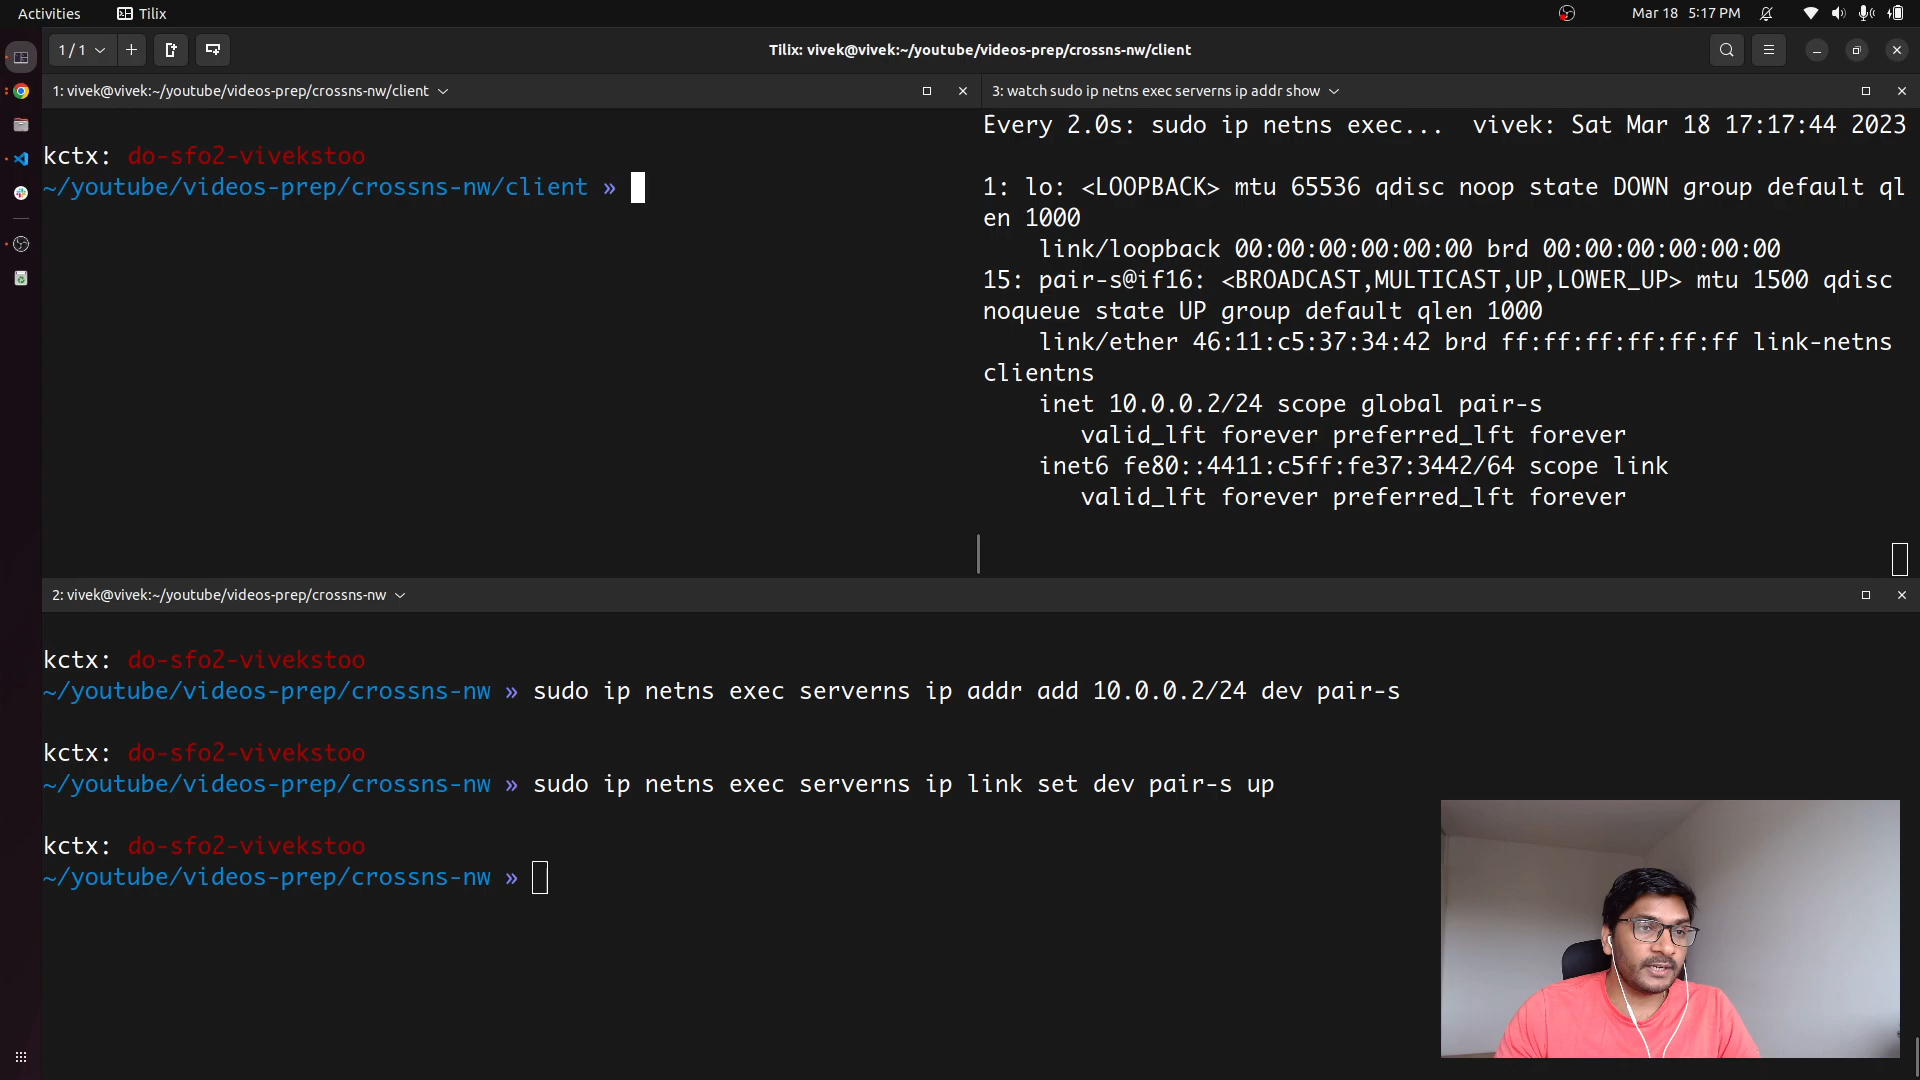 Activities
Tilix
Mar 18 5:17 PM
1 / 1
Tilix: vivek@vivek:~/youtube/videos-prep/crossns-nw/client
1: vivek@vivek:~/youtube/videos-prep/crossns-nw/client
kctx: do-sfo2-vivekstoo
~/youtube/videos-prep/crossns-nw/client »
3: watch sudo ip netns exec serverns ip addr show
Every 2.0s: sudo ip netns exec... vivek: Sat Mar 18 17:17:44 2023
1: lo: <LOOPBACK> mtu 65536 qdisc noop state DOWN group default ql
en 1000
link/loopback 00:00:00:00:00:00 brd 00:00:00:00:00:00
15: pair-s@if16: <BROADCAST,MULTICAST,UP,LOWER_UP> mtu 1500 qdisc
noqueue state UP group default qlen 1000
link/ether 46:11:c5:37:34:42 brd ff:ff:ff:ff:ff:ff link-netns
clientns
inet 10.0.0.2/24 scope global pair-s
valid_lft forever preferred_lft forever
inet6 fe80::4411:c5ff:fe37:3442/64 scope link
valid_lft forever preferred_lft forever
2: vivek@vivek:~/youtube/videos-prep/crossns-nw
kctx: do-sfo2-vivekstoo
~/youtube/videos-prep/crossns-nw » sudo ip netns exec serverns ip addr add 10.0.0.2/24 dev pair-s
kctx: do-sfo2-vivekstoo
~/youtube/videos-prep/crossns-nw » sudo ip netns exec serverns ip link set dev pair-s up
kctx: do-sfo2-vivekstoo
~/youtube/videos-prep/crossns-nw »